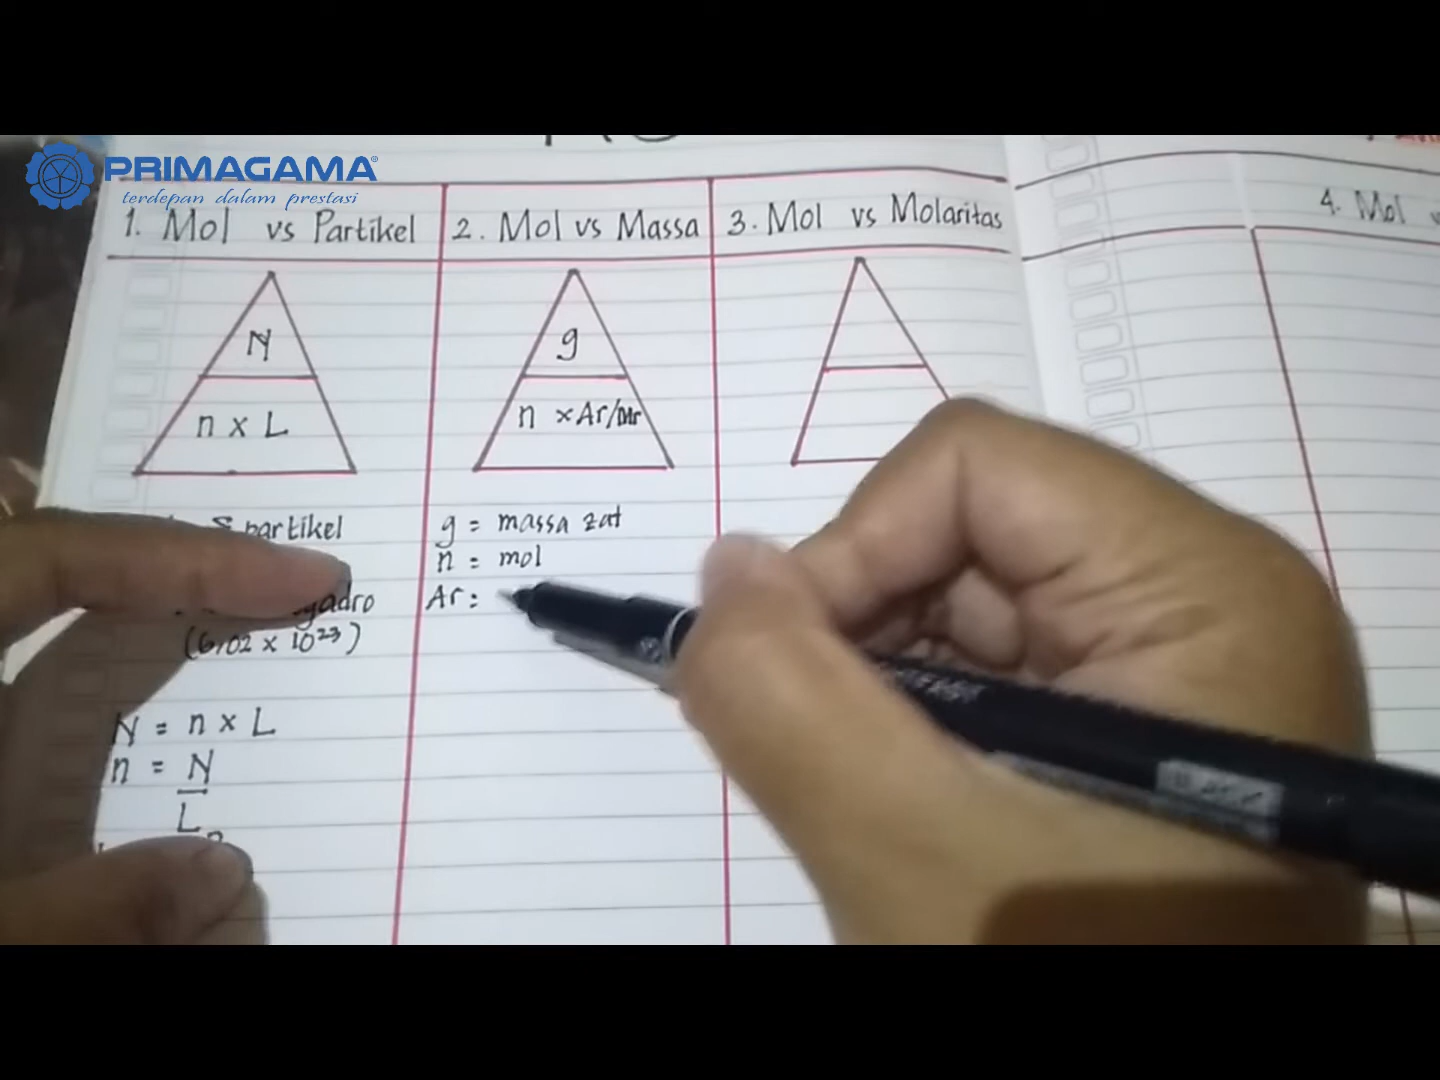 PRIMAGAMA®
terdepan dalam prestasi
1. Mol vs Partikel
N
n x L
partikel
(6,02 x 10²³)
N = n x L
n = N
L
2. Mol vs Massa
g
n x Ar/Mr
g = massa zat
n = mol
Ar =
3. Mol vs Molaritas
4. Mol